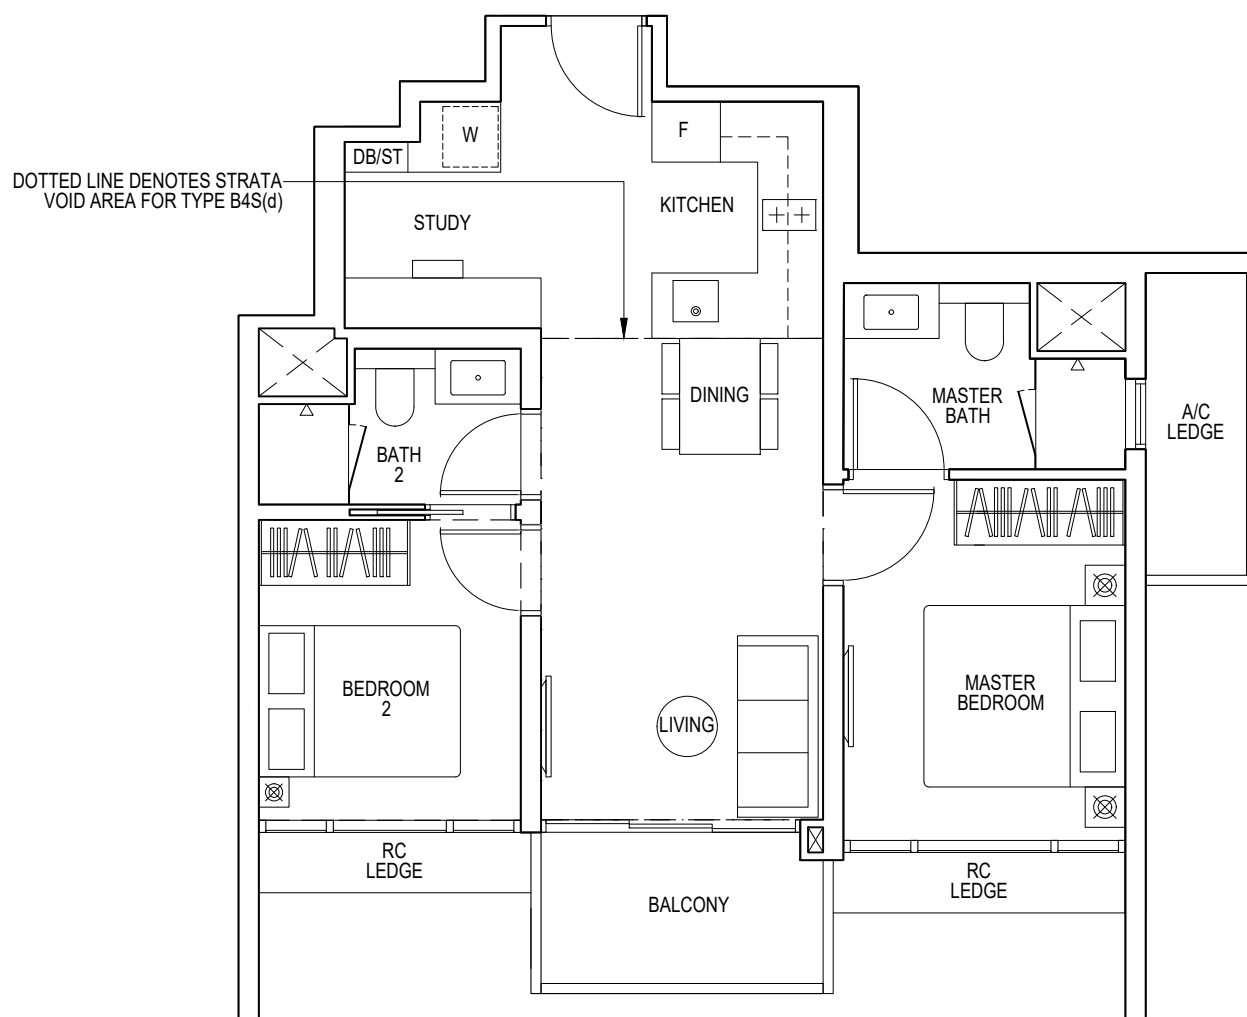 W
F
DB/ST
DOTTED LINE DENOTES STRATA
VOID AREA FOR TYPE B4S(d)
STUDY
KITCHEN
DINING
MASTER
BATH
A/C
LEDGE
BATH
2
BEDROOM
2
LIVING
MASTER
BEDROOM
RC
LEDGE
BALCONY
RC
LEDGE